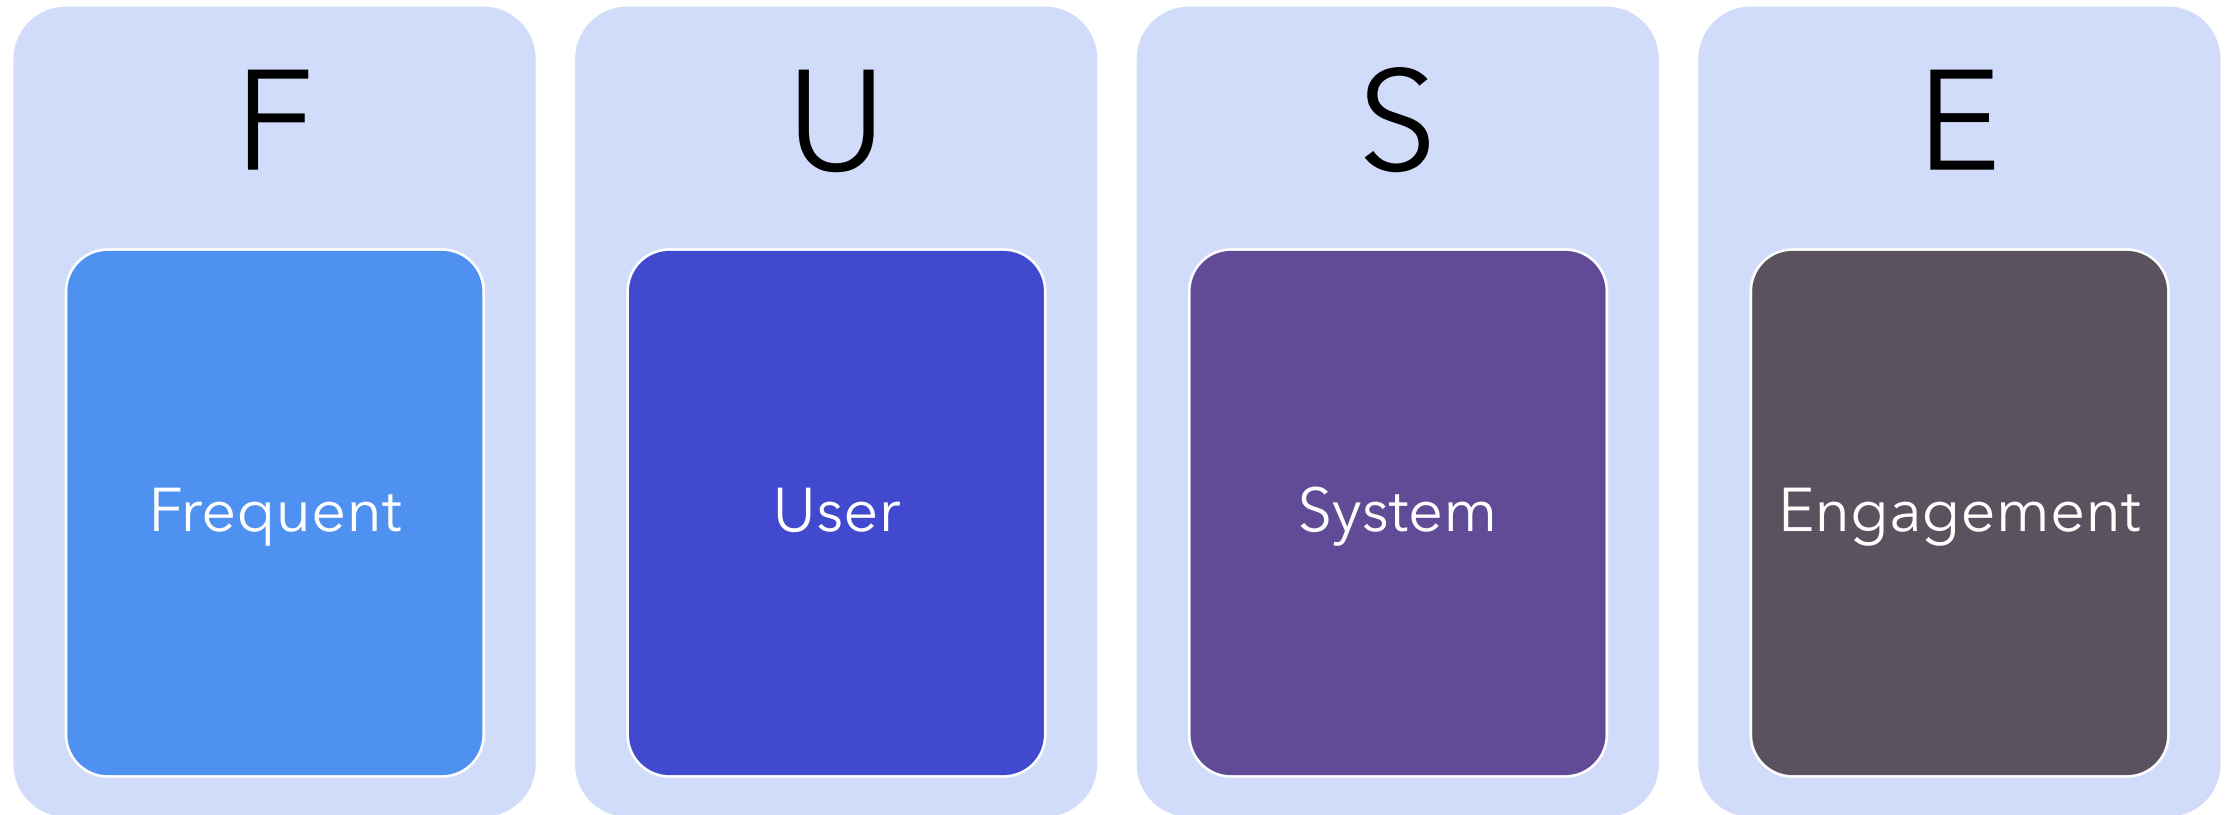 F
Frequent
U
User
S
System
E
Engagement